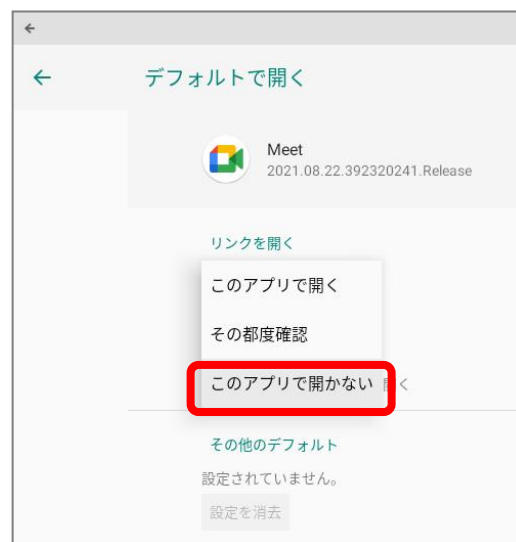 デフォルトで開く
Meet
2021.08.22.392320241.Release
リンクを開く
このアプリで開く
その都度確認
このアプリで開かない
く
その他のデフォルト
設定されていません。
設定を消去